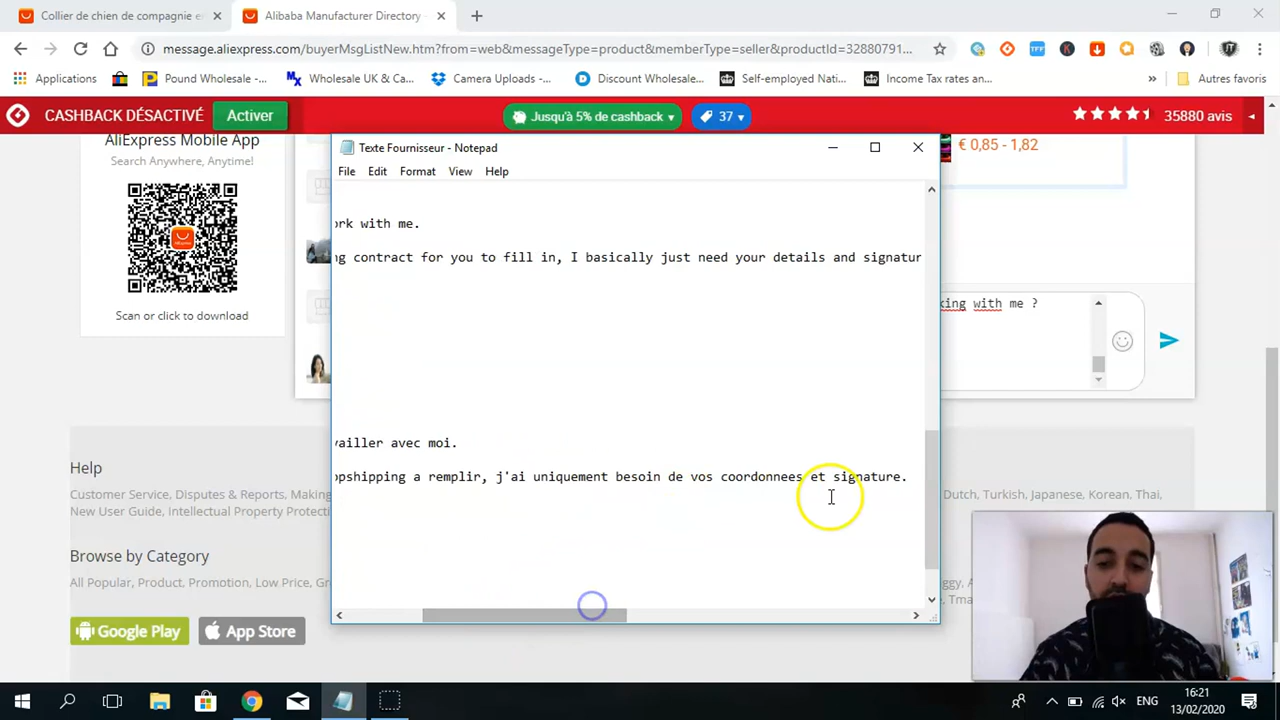 Collier de chien de compagnie e
Alibaba Manufacturer Directory
message.aliexpress.com/buyerMsgListNew.htm?from=web&messageType=product&memberType=seller&productId=32880791...
Applications
Pound Wholesale -...
Wholesale UK & Ca...
Camera Uploads -...
Discount Wholesale...
Self-employed Nati...
Income Tax rates an...
»
Autres favoris
CASHBACK DÉSACTIVÉ
Activer
Jusqu'à 5% de cashback
37
35880 avis
AliExpress Mobile App
Search Anywhere, Anytime!
Scan or click to download
€ 0,85 - 1,82
Texte Fournisseur - Notepad
File Edit Format View Help
ork with me.
ng contract for you to fill in, I basically just need your details and signatur
king with me ?
vailler avec moi.
opshipping a remplir, j'ai uniquement besoin de vos coordonnees et signature.
Help
Customer Service, Disputes & Reports, Making
New User Guide, Intellectual Property Protecti
Dutch, Turkish, Japanese, Korean, Thai,
Browse by Category
All Popular, Product, Promotion, Low Price, Gr
Google Play
App Store
ENG
16:21
13/02/2020